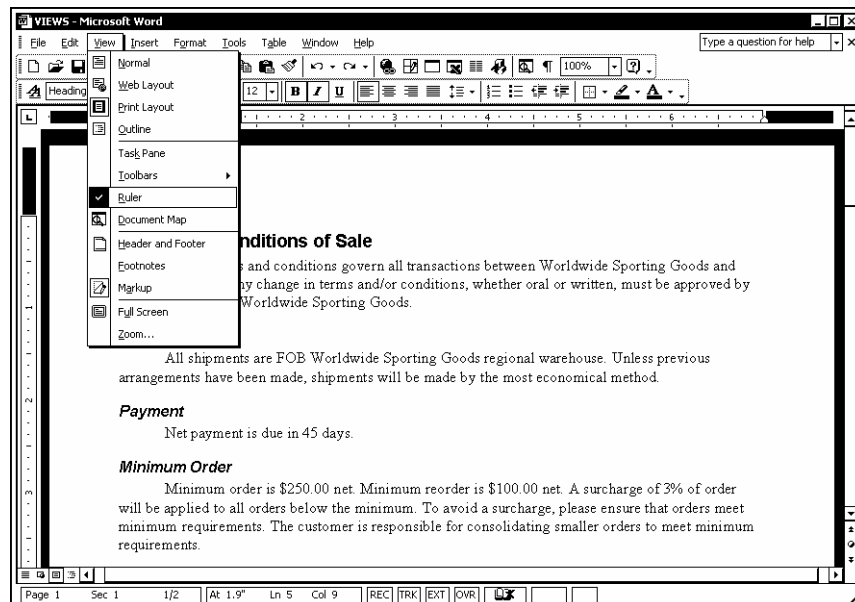 VIEWS - Microsoft Word
File Edit View Insert Format Tools Table Window Help
Type a question for help
100%
Heading
12 B I U
Normal
Web Layout
Print Layout
Outline
Task Pane
Toolbars
Ruler
Document Map
Header and Footer
Footnotes
Markup
Full Screen
Zoom...
2 3 4 5 6
nditions of Sale
s and conditions govern all transactions between Worldwide Sporting Goods and
ny change in terms and/or conditions, whether oral or written, must be approved by
Worldwide Sporting Goods.
All shipments are FOB Worldwide Sporting Goods regional warehouse. Unless previous
arrangements have been made, shipments will be made by the most economical method.
Payment
Net payment is due in 45 days.
Minimum Order
Minimum order is $250.00 net. Minimum reorder is $100.00 net. A surcharge of 3% of order
will be applied to all orders below the minimum. To avoid a surcharge, please ensure that orders meet
minimum requirements. The customer is responsible for consolidating smaller orders to meet minimum
requirements.
1
2
3
Page 1 Sec 1 1/2 At 1.9" Ln 5 Col 9 REC TRK EXT OVR